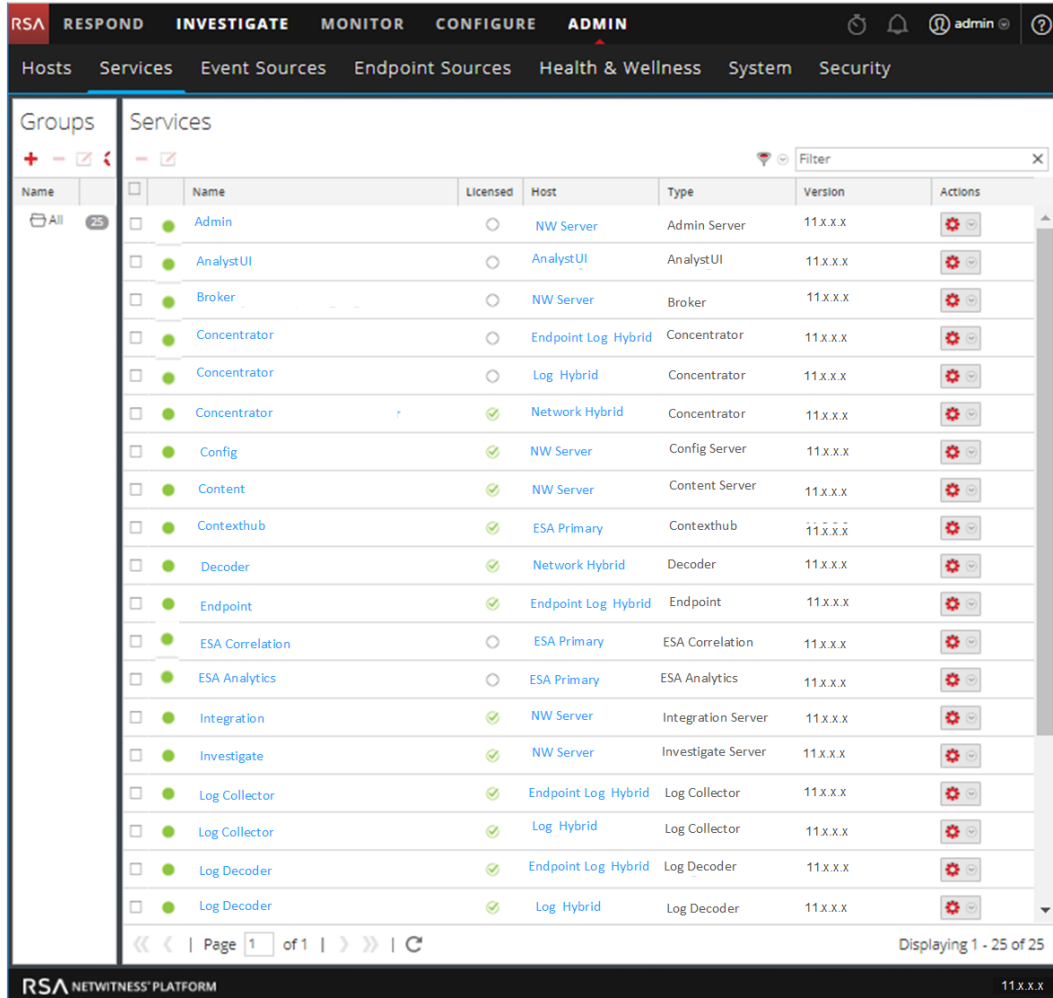 RSA RESPOND INVESTIGATE MONITOR CONFIGURE ADMIN admin
Hosts Services Event Sources Endpoint Sources Health & Wellness System Security
Groups Services
Filter
Name Name Licensed Host Type Version Actions
All 25 Admin NW Server Admin Server 11.x.x.x
AnalystUI AnalystUI AnalystUI 11.x.x.x
Broker NW Server Broker 11.x.x.x
Concentrator Endpoint Log Hybrid Concentrator 11.x.x.x
Concentrator Log Hybrid Concentrator 11.x.x.x
Concentrator Network Hybrid Concentrator 11.x.x.x
Config NW Server Config Server 11.x.x.x
Content NW Server Content Server 11.x.x.x
Contexthub ESA Primary Contexthub 11.x.x.x
Decoder Network Hybrid Decoder 11.x.x.x
Endpoint Endpoint Log Hybrid Endpoint 11.x.x.x
ESA Correlation ESA Primary ESA Correlation 11.x.x.x
ESA Analytics ESA Primary ESA Analytics 11.x.x.x
Integration NW Server Integration Server 11.x.x.x
Investigate NW Server Investigate Server 11.x.x.x
Log Collector Endpoint Log Hybrid Log Collector 11.x.x.x
Log Collector Log Hybrid Log Collector 11.x.x.x
Log Decoder Endpoint Log Hybrid Log Decoder 11.x.x.x
Log Decoder Log Hybrid Log Decoder 11.x.x.x
Page 1 of 1 Displaying 1 - 25 of 25
RSA NETWITNESS® PLATFORM 11.x.x.x